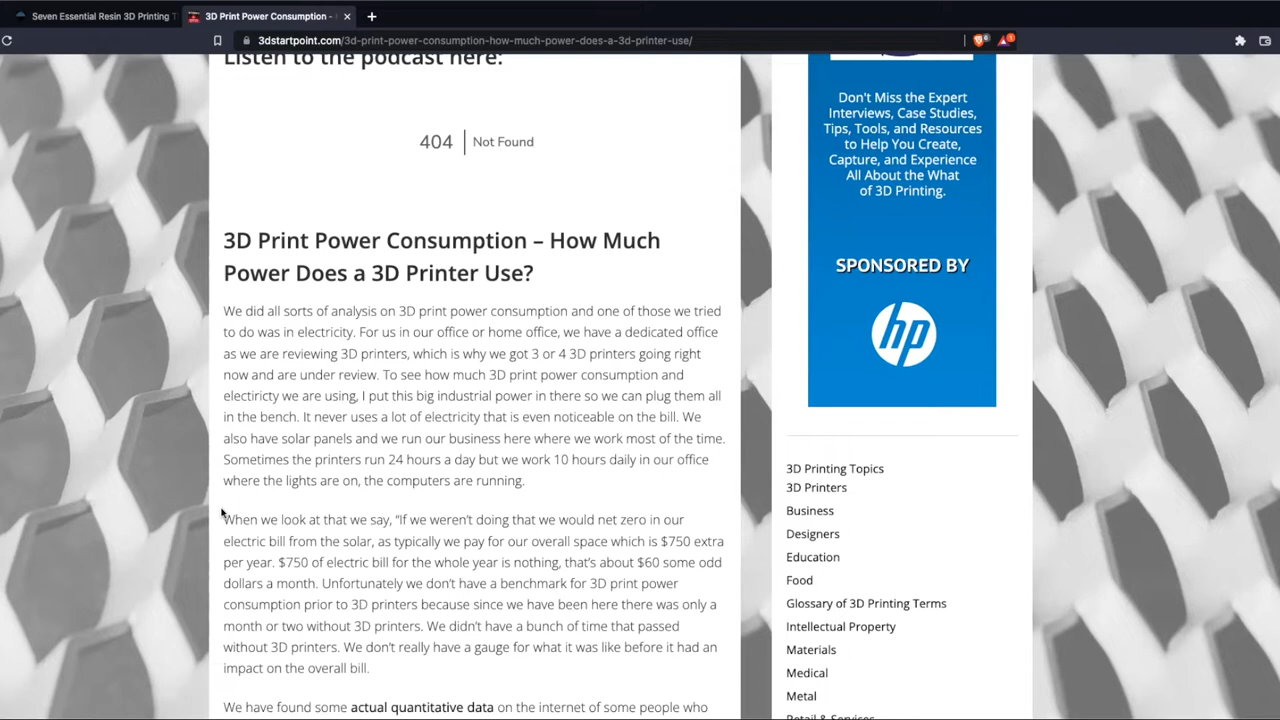 Seven Essential Resin 3D Printing T
3D Print Power Consumption -
3dstartpoint.com/3d-print-power-consumption-how-much-power-does-a-3d-printer-use/
6
1
Listen to the podcast here:
404 | Not Found
3D Print Power Consumption – How Much
Power Does a 3D Printer Use?
We did all sorts of analysis on 3D print power consumption and one of those we tried
to do was in electricity. For us in our office or home office, we have a dedicated office
as we are reviewing 3D printers, which is why we got 3 or 4 3D printers going right
now and are under review. To see how much 3D print power consumption and
electricity we are using, I put this big industrial power in there so we can plug them all
in the bench. It never uses a lot of electricity that is even noticeable on the bill. We
also have solar panels and we run our business here where we work most of the time.
Sometimes the printers run 24 hours a day but we work 10 hours daily in our office
where the lights are on, the computers are running.
When we look at that we say, “If we weren’t doing that we would net zero in our
electric bill from the solar, as typically we pay for our overall space which is $750 extra
per year. $750 of electric bill for the whole year is nothing, that’s about $60 some odd
dollars a month. Unfortunately we don’t have a benchmark for 3D print power
consumption prior to 3D printers because since we have been here there was only a
month or two without 3D printers. We didn’t have a bunch of time that passed
without 3D printers. We don’t really have a gauge for what it was like before it had an
impact on the overall bill.
We have found some actual quantitative data on the internet of some people who
Don't Miss the Expert
Interviews, Case Studies,
Tips, Tools, and Resources
to Help You Create,
Capture, and Experience
All About the What
of 3D Printing.
SPONSORED BY
hp
3D Printing Topics
3D Printers
Business
Designers
Education
Food
Glossary of 3D Printing Terms
Intellectual Property
Materials
Medical
Metal
Retail & Services